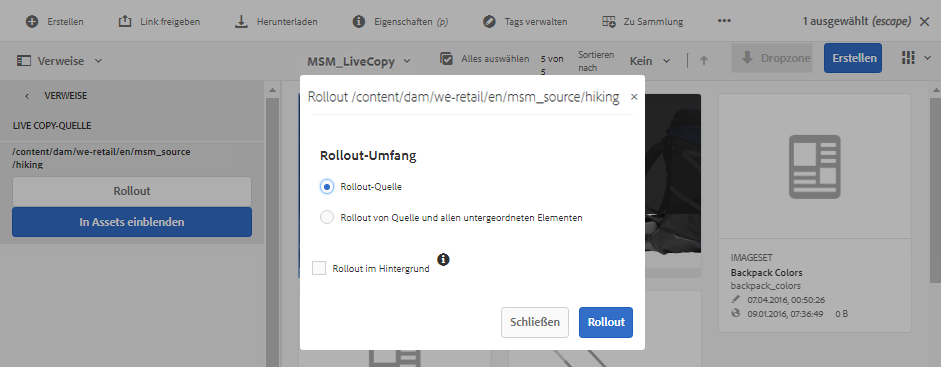 Erstellen
Link freigeben
Herunterladen
Eigenschaften (p)
Tags verwalten
Zu Sammlung
1 ausgewählt (escape)
Verweise
MSM_LiveCopy
Alles auswählen
5 von
5
Sortieren
nach
Kein
Dropzone
Erstellen
VERWEISE
LIVE COPY-QUELLE
/content/dam/we-retail/en/msm_source
/hiking
Rollout
In Assets einblenden
Rollout /content/dam/we-retail/en/msm_source/hiking
Rollout-Umfang
Rollout-Quelle
Rollout von Quelle und allen untergeordneten Elementen
Rollout im Hintergrund
Schließen
Rollout
IMAGESET
Backpack Colors
backpack_colors
07.04.2016, 00:50:26
09.01.2016, 07:36:49 0 B